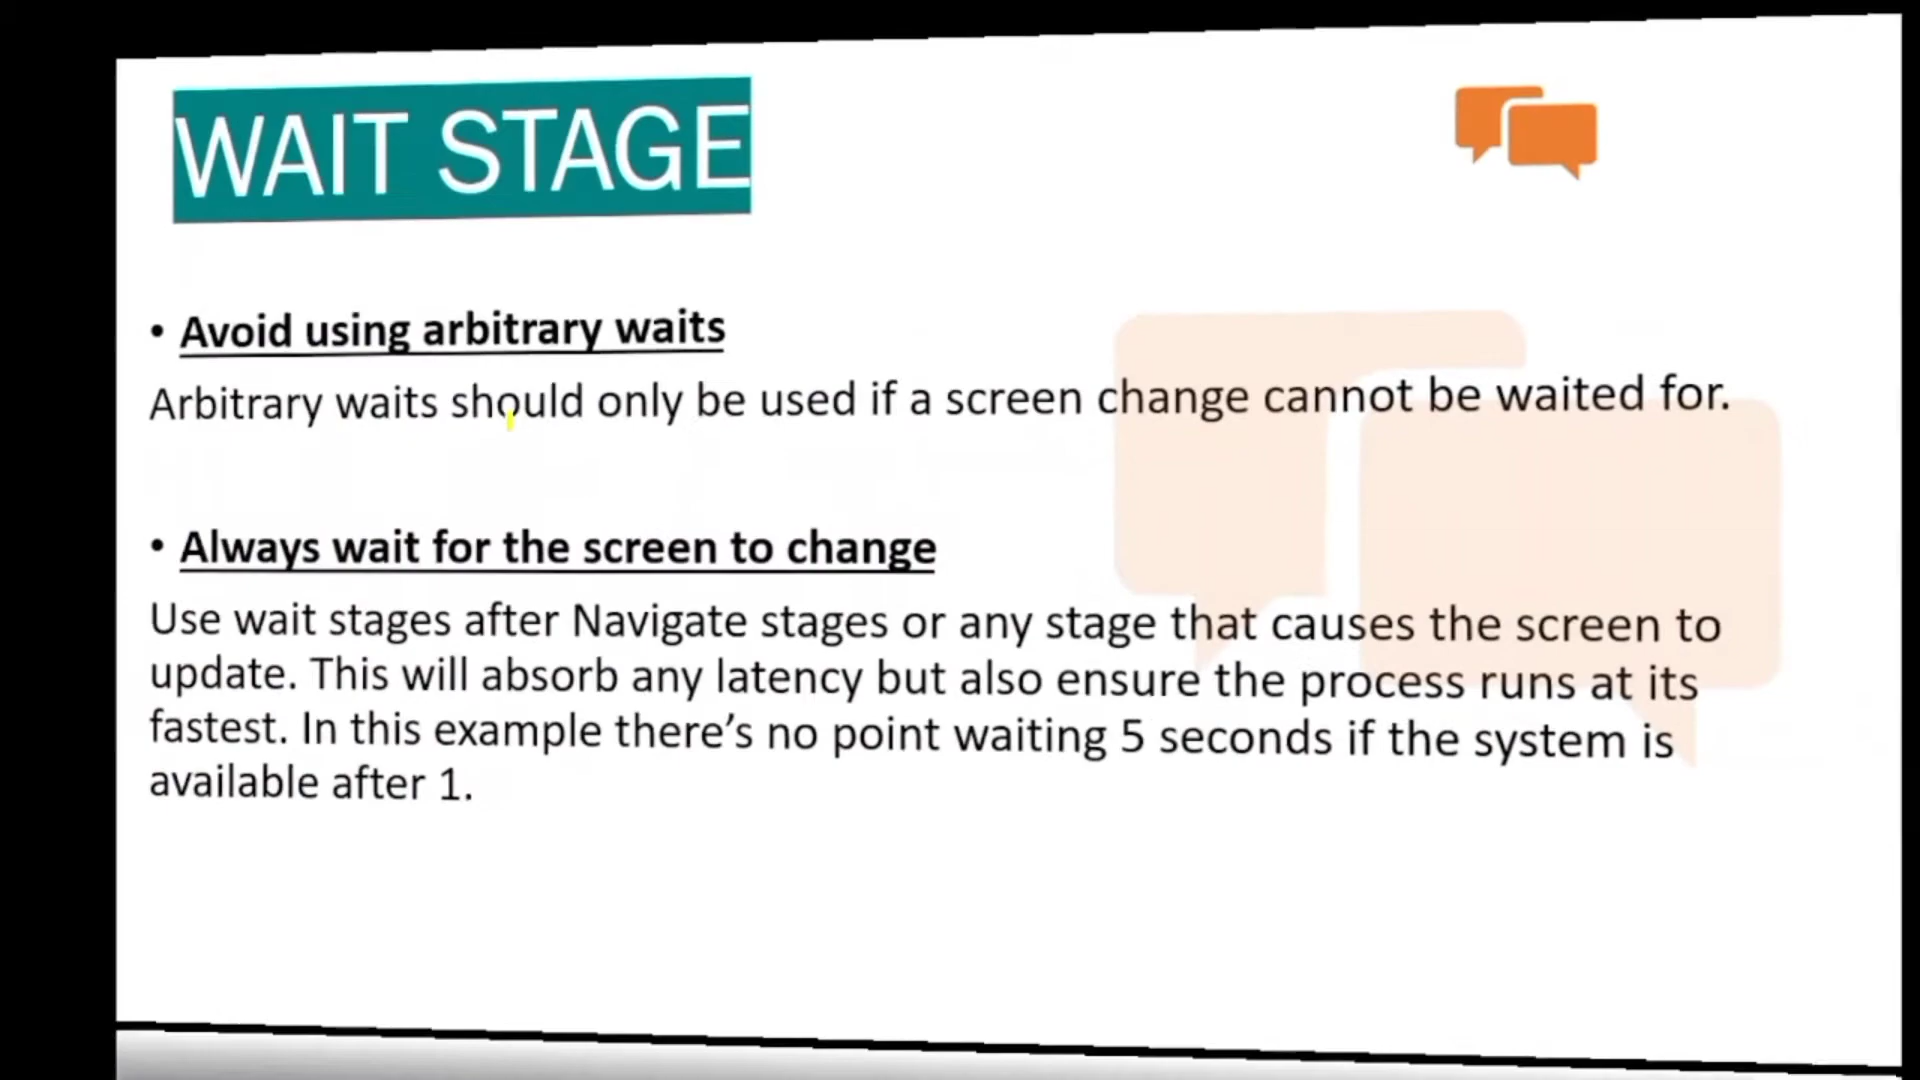 WAIT STAGE
• Avoid using arbitrary waits
Arbitrary waits should only be used if a screen change cannot be waited for.
• Always wait for the screen to change
Use wait stages after Navigate stages or any stage that causes the screen to
update. This will absorb any latency but also ensure the process runs at its
fastest. In this example there’s no point waiting 5 seconds if the system is
available after 1.